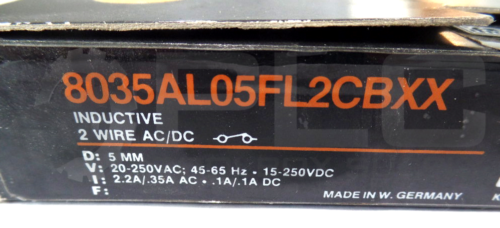 8035AL05FL2CBXX
INDUCTIVE
2 WIRE AC/DC
D: 5 MM
V: 20-250VAC; 45-65 Hz • 15-250VDC
I: 2.2A/.35A AC • .1A/.1A DC
F:
MADE IN W. GERMANY